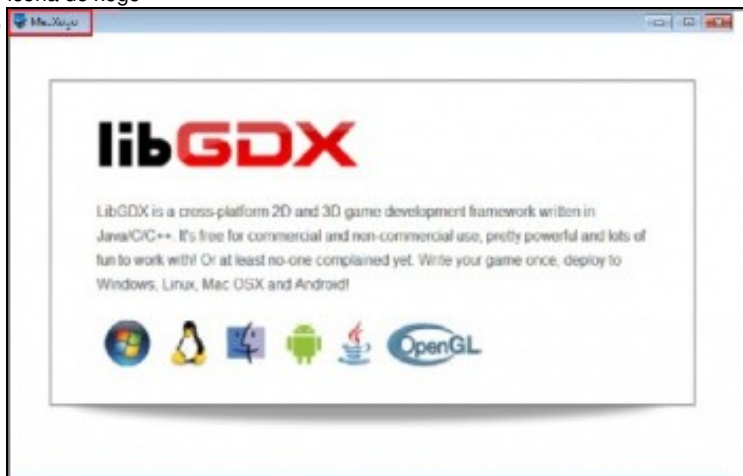 MeuXogo
libGDX
LibGDX is a cross-platform 2D and 3D game development framework written in
Java/C/C++. It's free for commercial and non-commercial use, pretty powerful and lots of
fun to work with! Or at least no-one complained yet. Write your game once, deploy to
Windows, Linux, Mac OSX and Android!
OpenGL